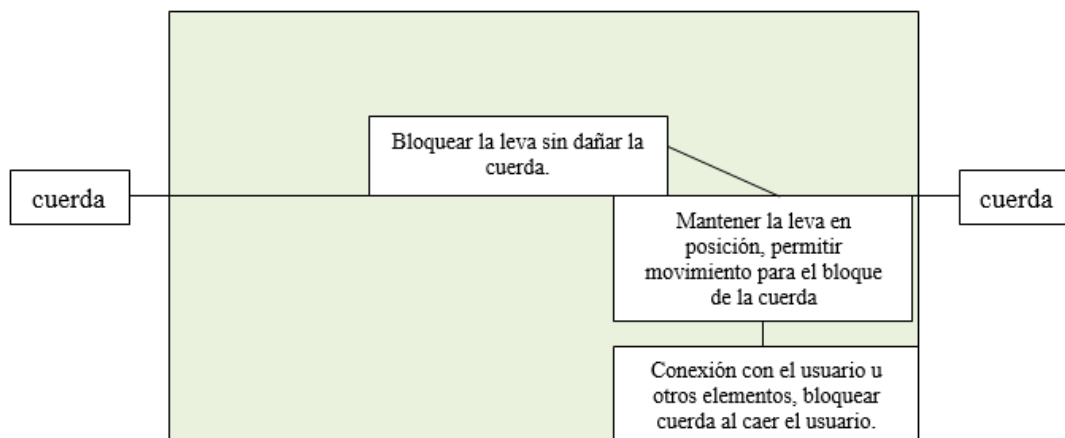 Bloquear la leva sin dañar la
cuerda.
cuerda
cuerda
Mantener la leva en
posición, permitir
movimiento para el bloque
de la cuerda
Conexión con el usuario u
otros elementos, bloquear
cuerda al caer el usuario.